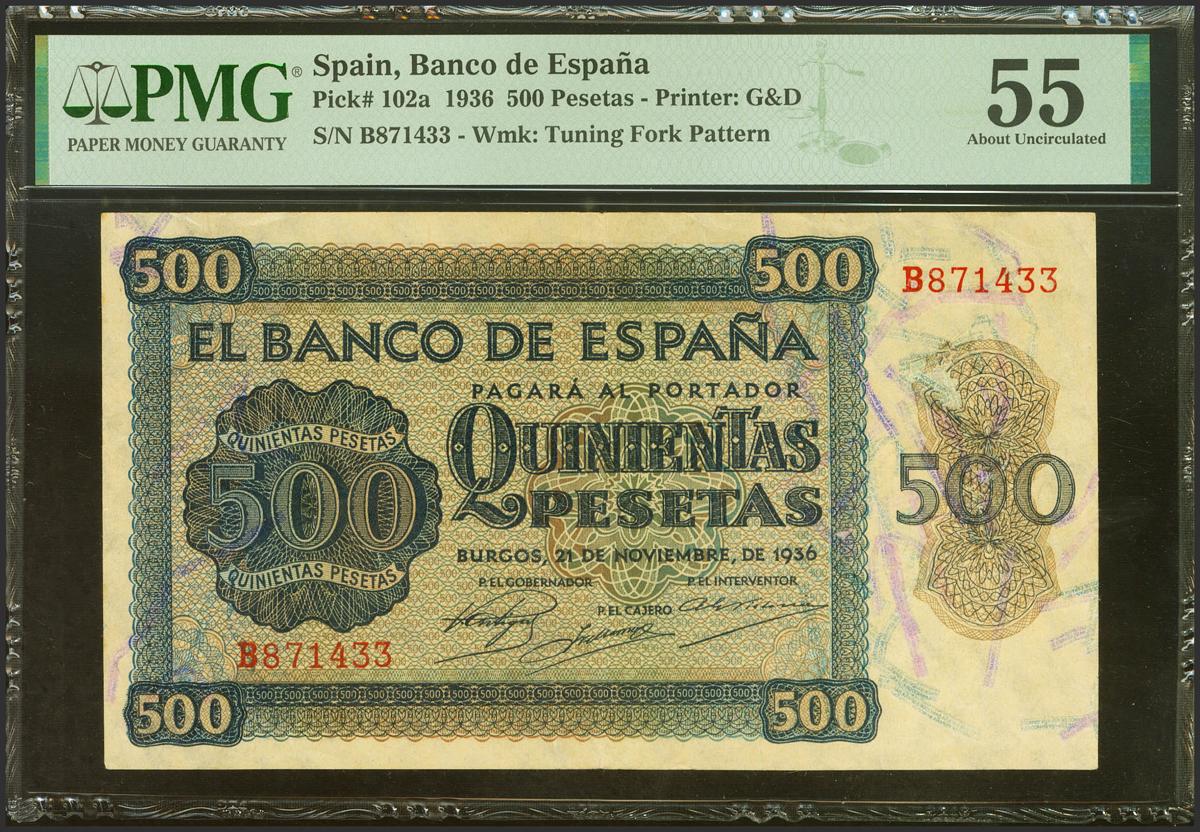 PMG®
PAPER MONEY GUARANTY
Spain, Banco de España
Pick# 102a 1936 500 Pesetas - Printer: G&D
S/N B871433 - Wmk: Tuning Fork Pattern
55
About Uncirculated
500
500
B871433
EL BANCO DE ESPAÑA
PAGARÁ AL PORTADOR
QUINIENTAS
PESETAS
QUINIENTAS PESETAS
500
QUINIENTAS PESETAS
500
BURGOS, 21 DE NOVIEMBRE, DE 1936
P. EL GOBERNADOR
P. EL INTERVENTOR
P. EL CAJERO
B871433
500
500